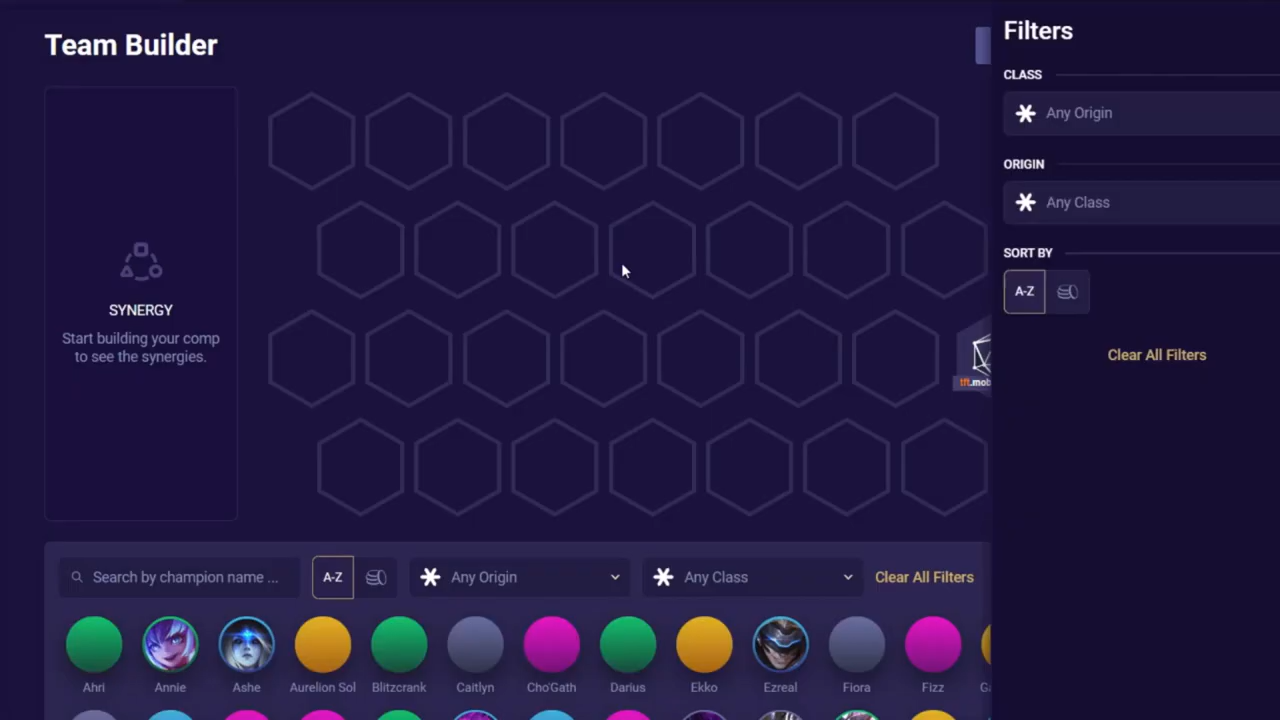 Team Builder
SYNERGY
Start building your comp
to see the synergies.
tft.mob
Filters
CLASS
Any Origin
ORIGIN
Any Class
SORT BY
A-Z
Clear All Filters
Search by champion name ...
A-Z
Any Origin
Any Class
Clear All Filters
Ahri
Annie
Ashe
Aurelion Sol
Blitzcrank
Caitlyn
Cho'Gath
Darius
Ekko
Ezreal
Fiora
Fizz